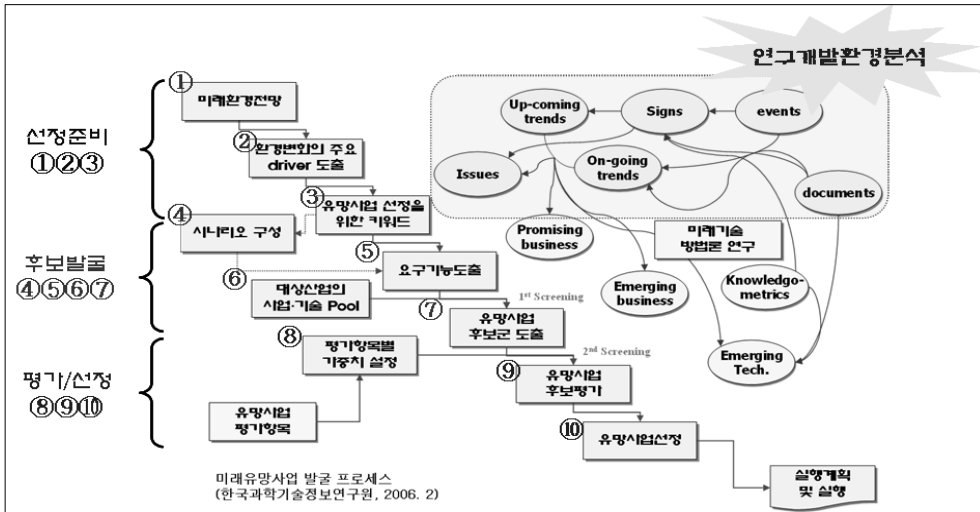 연구개발환경분석
선정준비
①②③
①
미래환경전망
②
환경변화의 주요
driver 도출
③
유망사업 선정을
위한 키워드
후보발굴
④⑤⑥⑦
④
시나리오 구성
⑤
요구기능도출
⑥
대상산업의
사업·기술 Pool
⑦
1st Screening
유망사업
후보군 도출
평가/선정
⑧⑨⑩
⑧
평가항목별
가중치 설정
유망사업
평가항목
2nd Screening
⑨
유망사업
후보평가
⑩
유망사업선정
실행계획
및 실행
Up-coming
trends
Signs
events
Issues
On-going
trends
documents
Promising
business
미래기술
방법론 연구
Emerging
business
Knowledgo-
metrics
Emerging
Tech.
미래유망사업 발굴 프로세스
(한국과학기술정보연구원, 2006. 2)